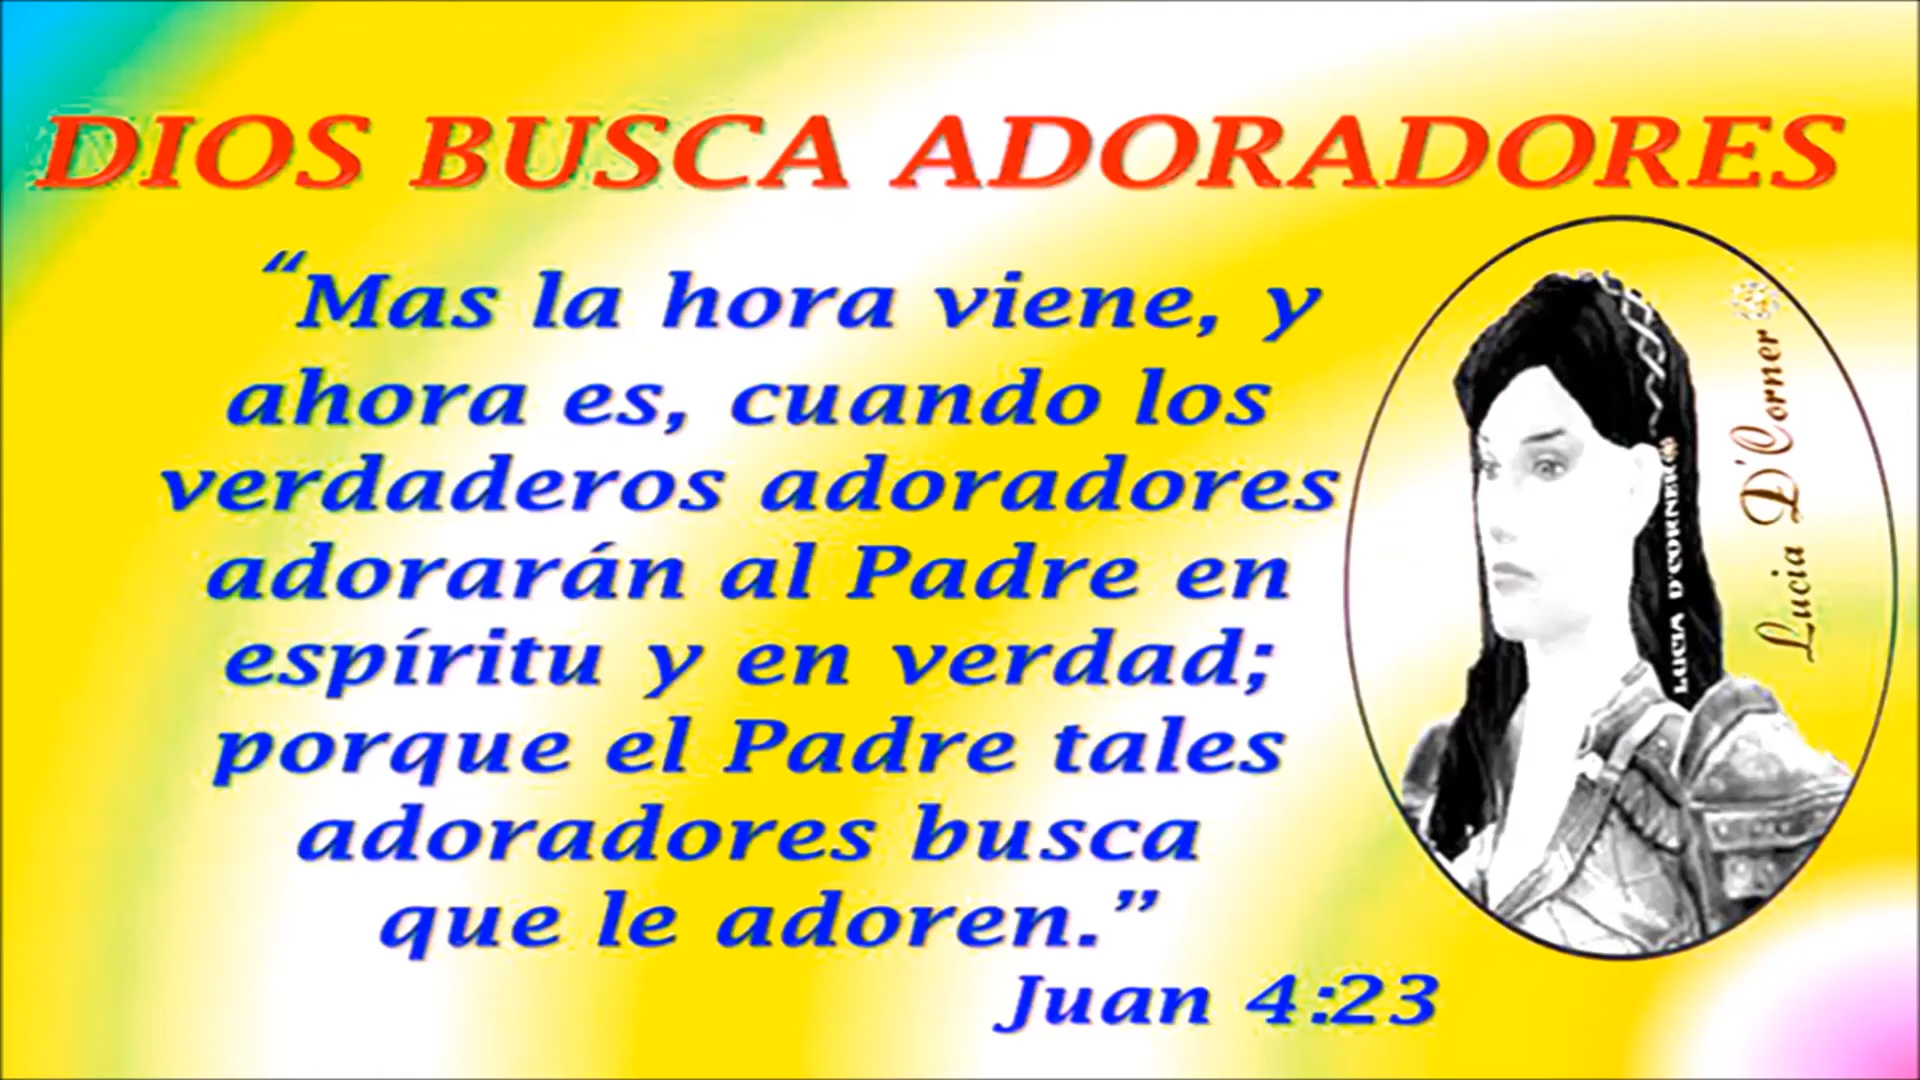 DIOS BUSCA ADORADORES
“Mas la hora viene, y
ahora es, cuando los
verdaderos adoradores
adorarán al Padre en
espíritu y en verdad;
porque el Padre tales
adoradores busca
que le adoren.”
Juan 4:23
LUCIA D'CORNER
Lucia D'Corner